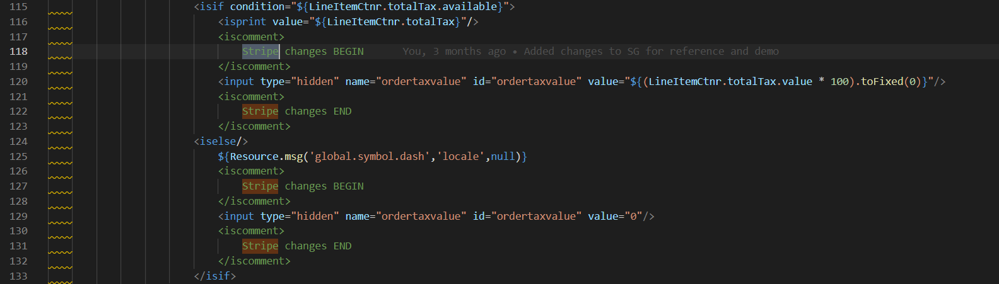 115 <isif condition="${LineItemCtnr.totalTax.available}">
116 <isprint value="${LineItemCtnr.totalTax}"/>
117 <iscomment>
118 Stripe changes BEGIN You, 3 months ago • Added changes to SG for reference and demo
119 </iscomment>
120 <input type="hidden" name="ordertaxvalue" id="ordertaxvalue" value="${(LineItemCtnr.totalTax.value * 100).toFixed(0)}"/>
121 <iscomment>
122 Stripe changes END
123 </iscomment>
124 <iselse/>
125 ${Resource.msg('global.symbol.dash','locale',null)}
126 <iscomment>
127 Stripe changes BEGIN
128 </iscomment>
129 <input type="hidden" name="ordertaxvalue" id="ordertaxvalue" value="0"/>
130 <iscomment>
131 Stripe changes END
132 </iscomment>
133 </isif>